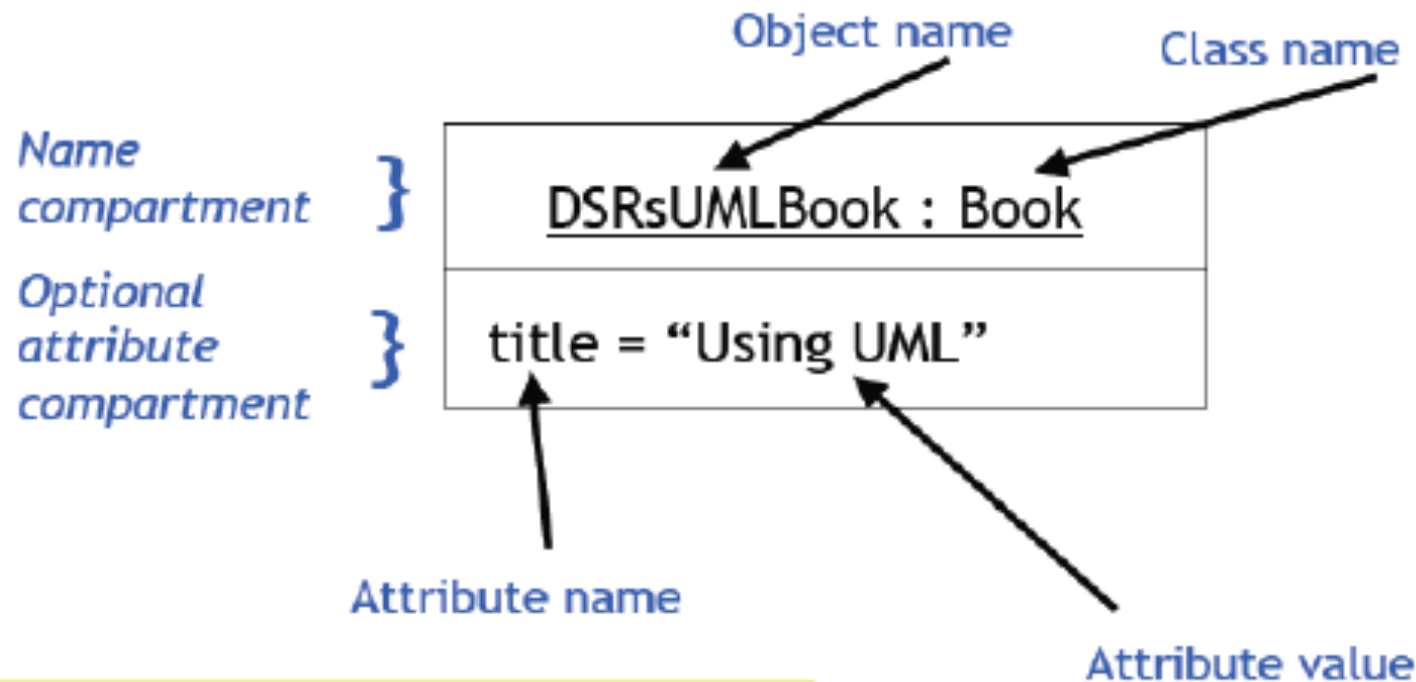 Object name
Class name
Name
compartment
}
DSRsUMLBook : Book
Optional
attribute
compartment
}
title = “Using UML”
Attribute name
Attribute value